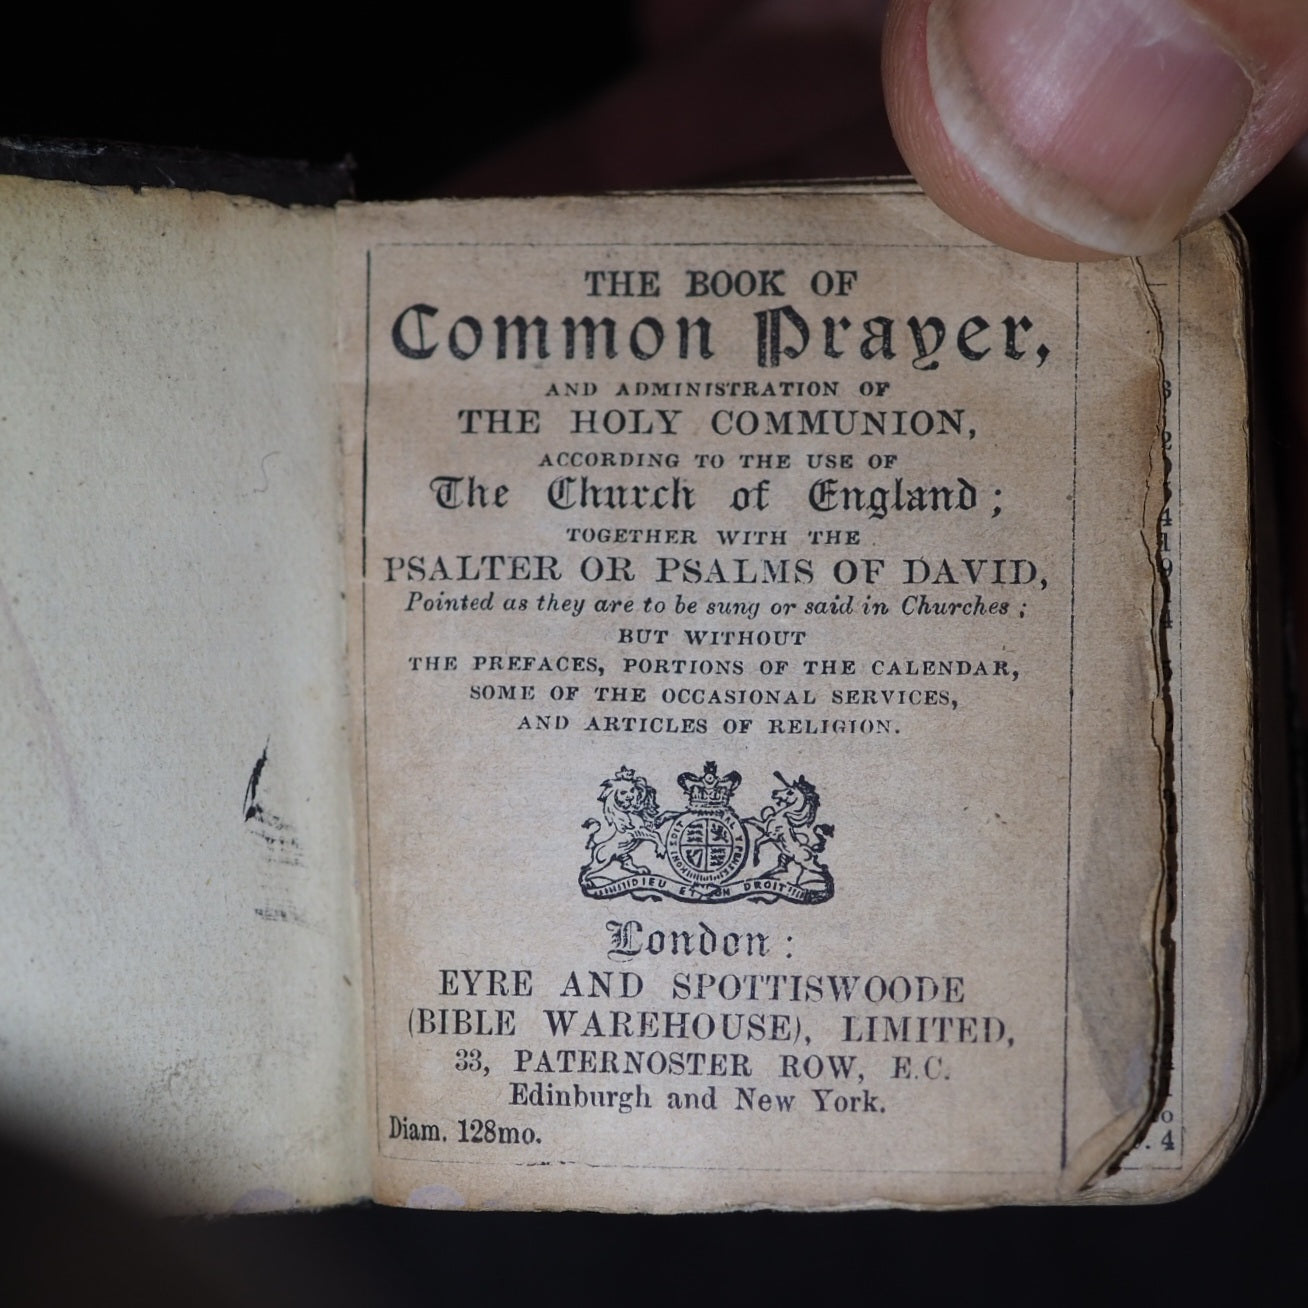 THE BOOK OF
Common Prayer,
AND ADMINISTRATION OF
THE HOLY COMMUNION,
ACCORDING TO THE USE OF
The Church of England;
TOGETHER WITH THE
PSALTER OR PSALMS OF DAVID,
Pointed as they are to be sung or said in Churches;
BUT WITHOUT
THE PREFACES, PORTIONS OF THE CALENDAR,
SOME OF THE OCCASIONAL SERVICES,
AND ARTICLES OF RELIGION.
DIEU ET MON DROIT
London:
EYRE AND SPOTTISWOODE
(BIBLE WAREHOUSE), LIMITED,
33, PATERNOSTER ROW, E.C.
Edinburgh and New York.
Diam. 128mo.